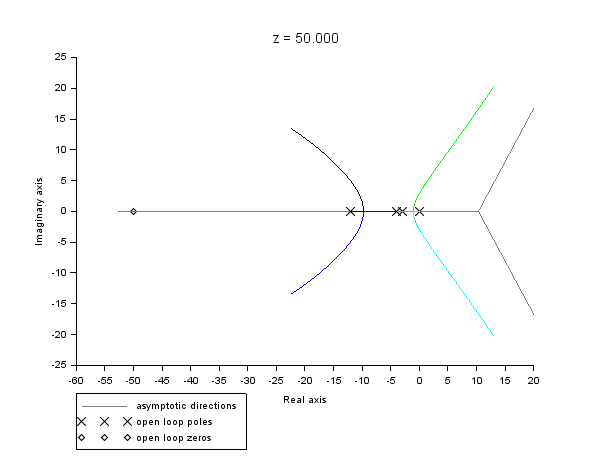 z = 50.000
25
20
15
10
5
0
-5
-10
-15
-20
-25
Imaginary axis
-60 -55 -50 -45 -40 -35 -30 -25 -20 -15 -10 -5 0 5 10 15 20
Real axis
asymptotic directions
open loop poles
open loop zeros